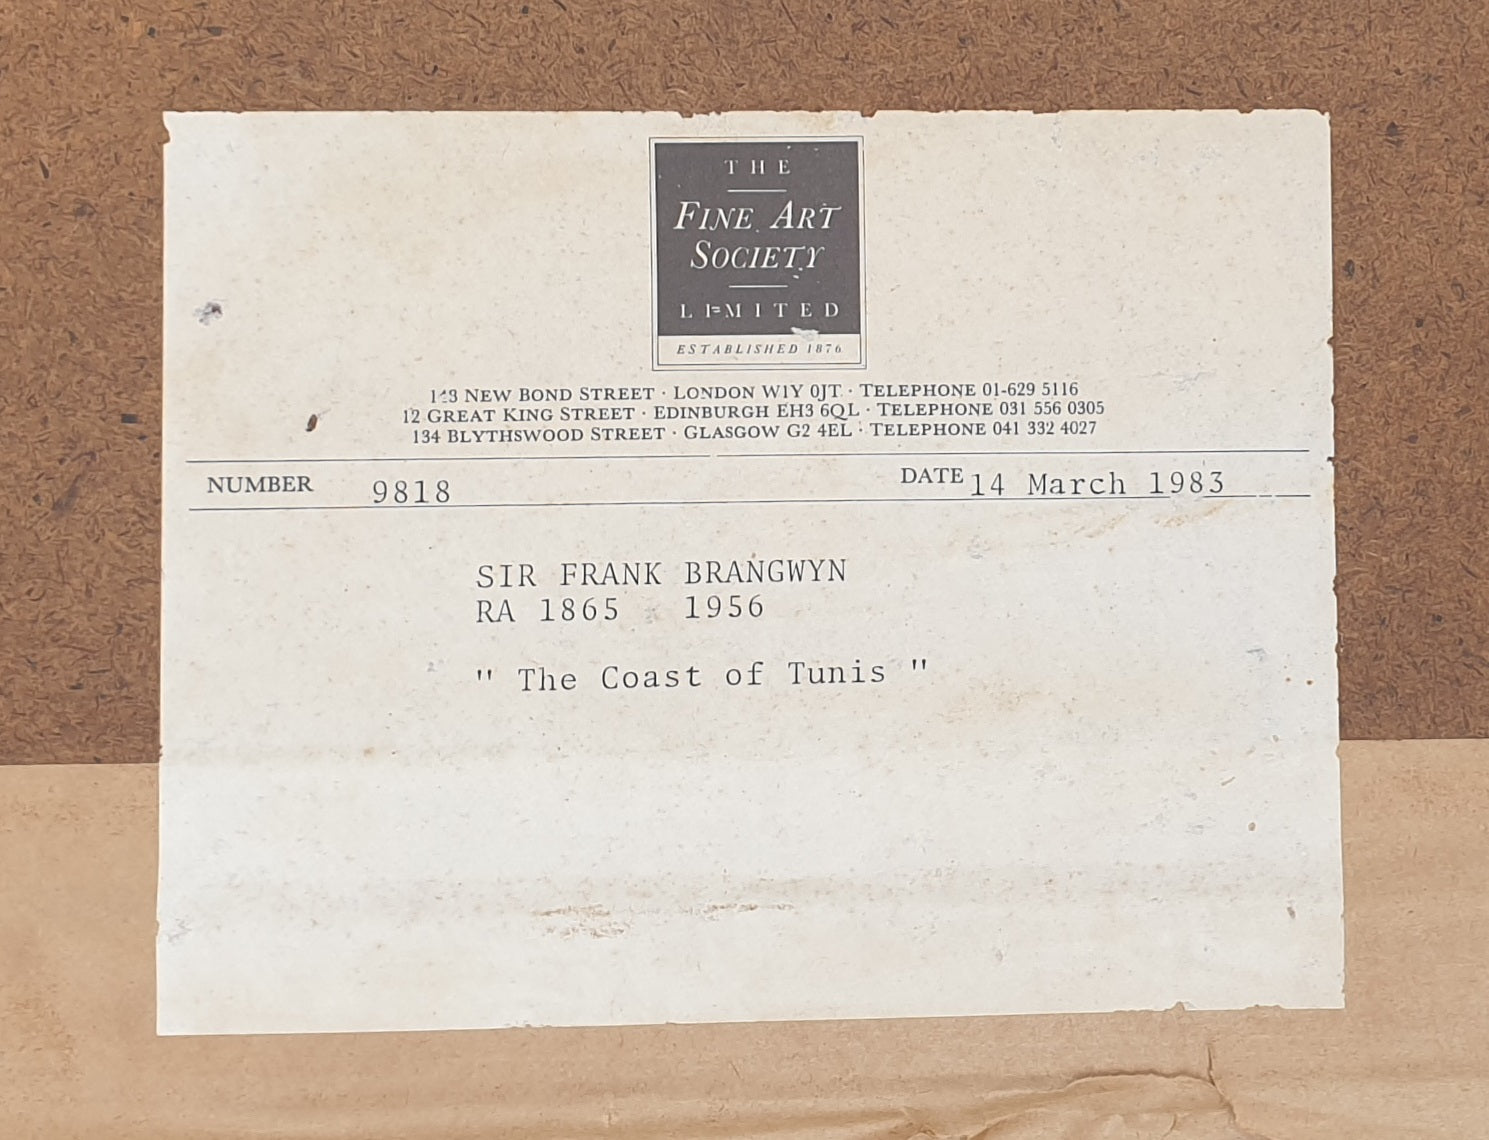 THE
FINE ART
SOCIETY
LIMITED
ESTABLISHED 1876
148 NEW BOND STREET · LONDON W1Y 0JT · TELEPHONE 01-629 5116
12 GREAT KING STREET · EDINBURGH EH3 6QL · TELEPHONE 031 556 0305
134 BLYTHSWOOD STREET · GLASGOW G2 4EL · TELEPHONE 041 332 4027
NUMBER 9818 DATE 14 March 1983
SIR FRANK BRANGWYN
RA 1865 1956
" The Coast of Tunis "